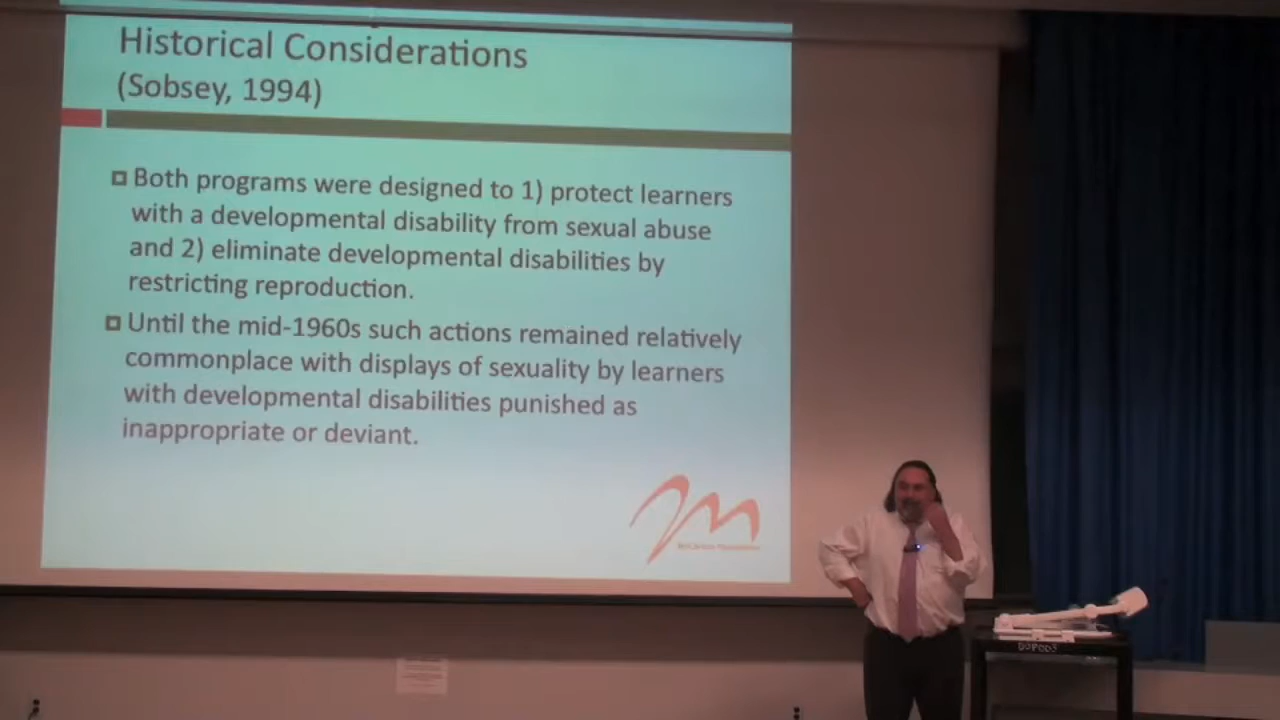 Historical Considerations
(Sobsey, 1994)
Both programs were designed to 1) protect learners
with a developmental disability from sexual abuse
and 2) eliminate developmental disabilities by
restricting reproduction.
Until the mid-1960s such actions remained relatively
commonplace with displays of sexuality by learners
with developmental disabilities punished as
inappropriate or deviant.